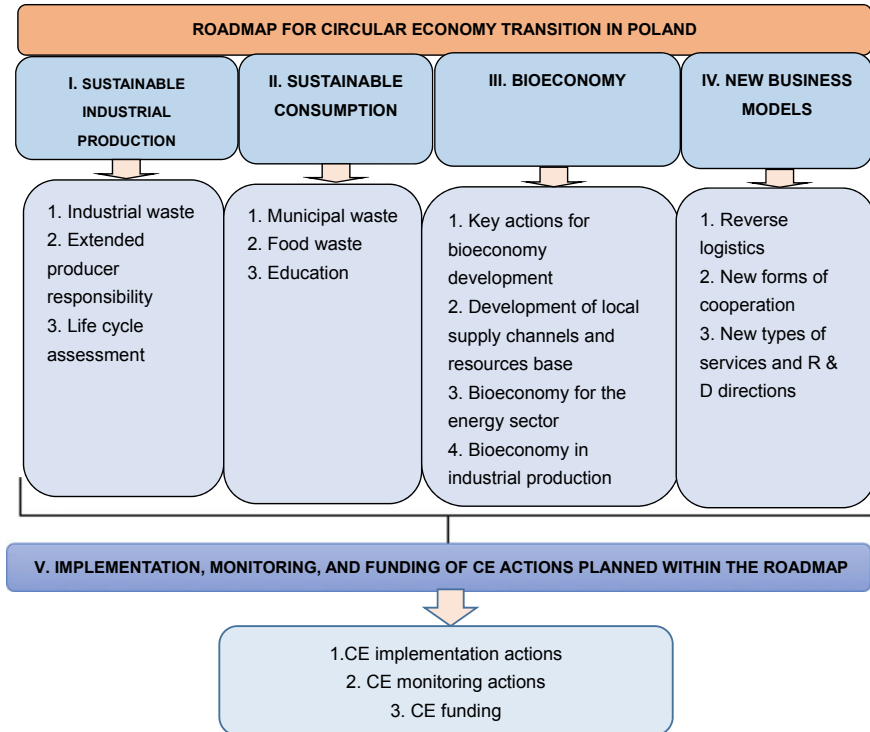 ROADMAP FOR CIRCULAR ECONOMY TRANSITION IN POLAND
I. SUSTAINABLE
INDUSTRIAL
PRODUCTION
1. Industrial waste
2. Extended
producer
responsibility
3. Life cycle
assessment
II. SUSTAINABLE
CONSUMPTION
1. Municipal waste
2. Food waste
3. Education
III. BIOECONOMY
1. Key actions for
bioeconomy
development
2. Development of local
supply channels and
resources base
3. Bioeconomy for the
energy sector
4. Bioeconomy in
industrial production
IV. NEW BUSINESS
MODELS
1. Reverse
logistics
2. New forms of
cooperation
3. New types of
services and R &
D directions
V. IMPLEMENTATION, MONITORING, AND FUNDING OF CE ACTIONS PLANNED WITHIN THE ROADMAP
1.CE implementation actions
2. CE monitoring actions
3. CE funding